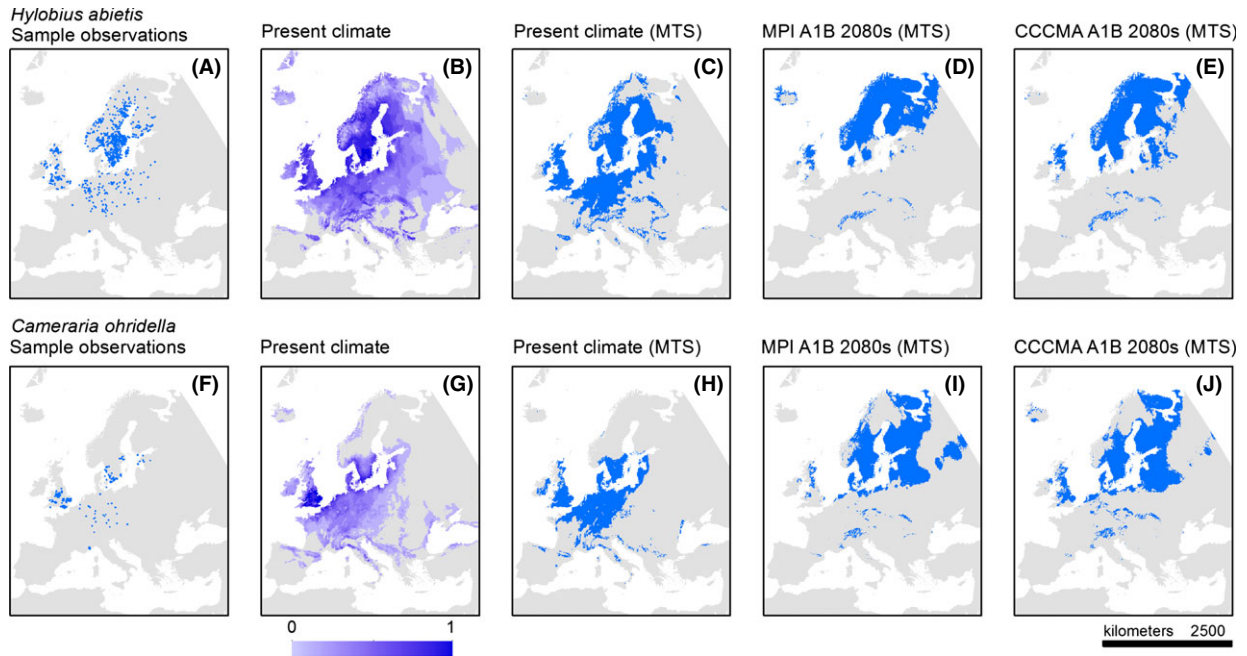 Hylobius abietis
Sample observations
Present climate
Present climate (MTS)
MPI A1B 2080s (MTS)
CCCMA A1B 2080s (MTS)
(A)
(B)
(C)
(D)
(E)
Cameraria ohridella
Sample observations
Present climate
Present climate (MTS)
MPI A1B 2080s (MTS)
CCCMA A1B 2080s (MTS)
(F)
(G)
(H)
(I)
(J)
0 1
kilometers 2500